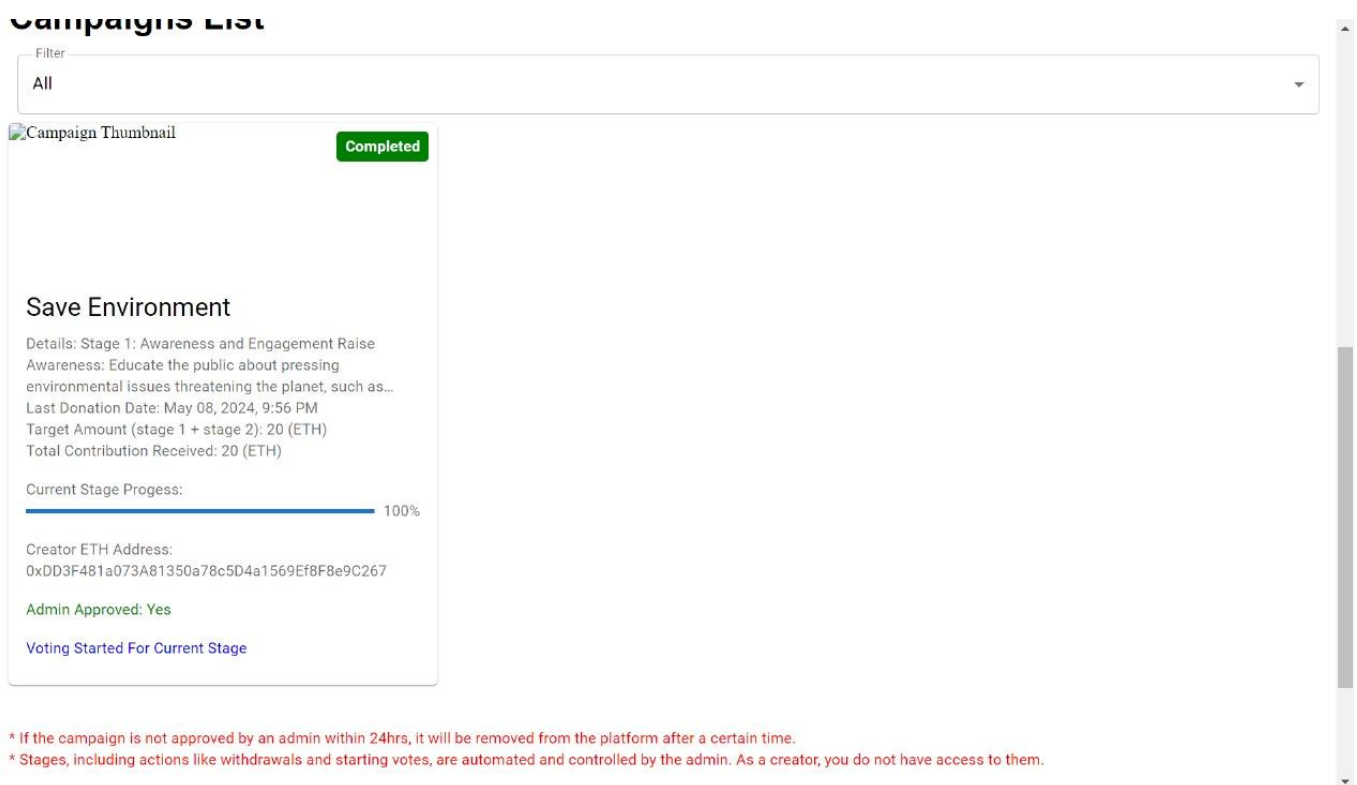 Campaigns List
Filter
All
Campaign Thumbnail
Completed
Save Environment
Details: Stage 1: Awareness and Engagement Raise
Awareness: Educate the public about pressing
environmental issues threatening the planet, such as...
Last Donation Date: May 08, 2024, 9:56 PM
Target Amount (stage 1 + stage 2): 20 (ETH)
Total Contribution Received: 20 (ETH)
Current Stage Progess:
100%
Creator ETH Address:
0xDD3F481a073A81350a78c5D4a1569Ef8F8e9C267
Admin Approved: Yes
Voting Started For Current Stage
* If the campaign is not approved by an admin within 24hrs, it will be removed from the platform after a certain time.
* Stages, including actions like withdrawals and starting votes, are automated and controlled by the admin. As a creator, you do not have access to them.